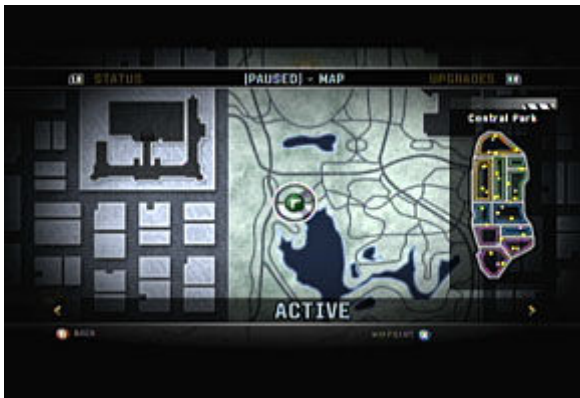 LB STATUS [PAUSED] - MAP UPGRADES RB
Central Park
< ACTIVE >
B BACK WAYPOINT X